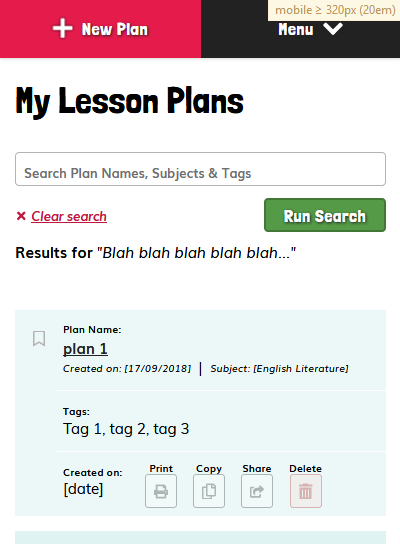 mobile ≥ 320px (20em)
New Plan
Menu
My Lesson Plans
Search Plan Names, Subjects & Tags
Clear search
Run Search
Results for "Blah blah blah blah blah..."
Plan Name:
plan 1
Created on: [17/09/2018] | Subject: [English Literature]
Tags:
Tag 1, tag 2, tag 3
Created on:
[date]
Print Copy Share Delete